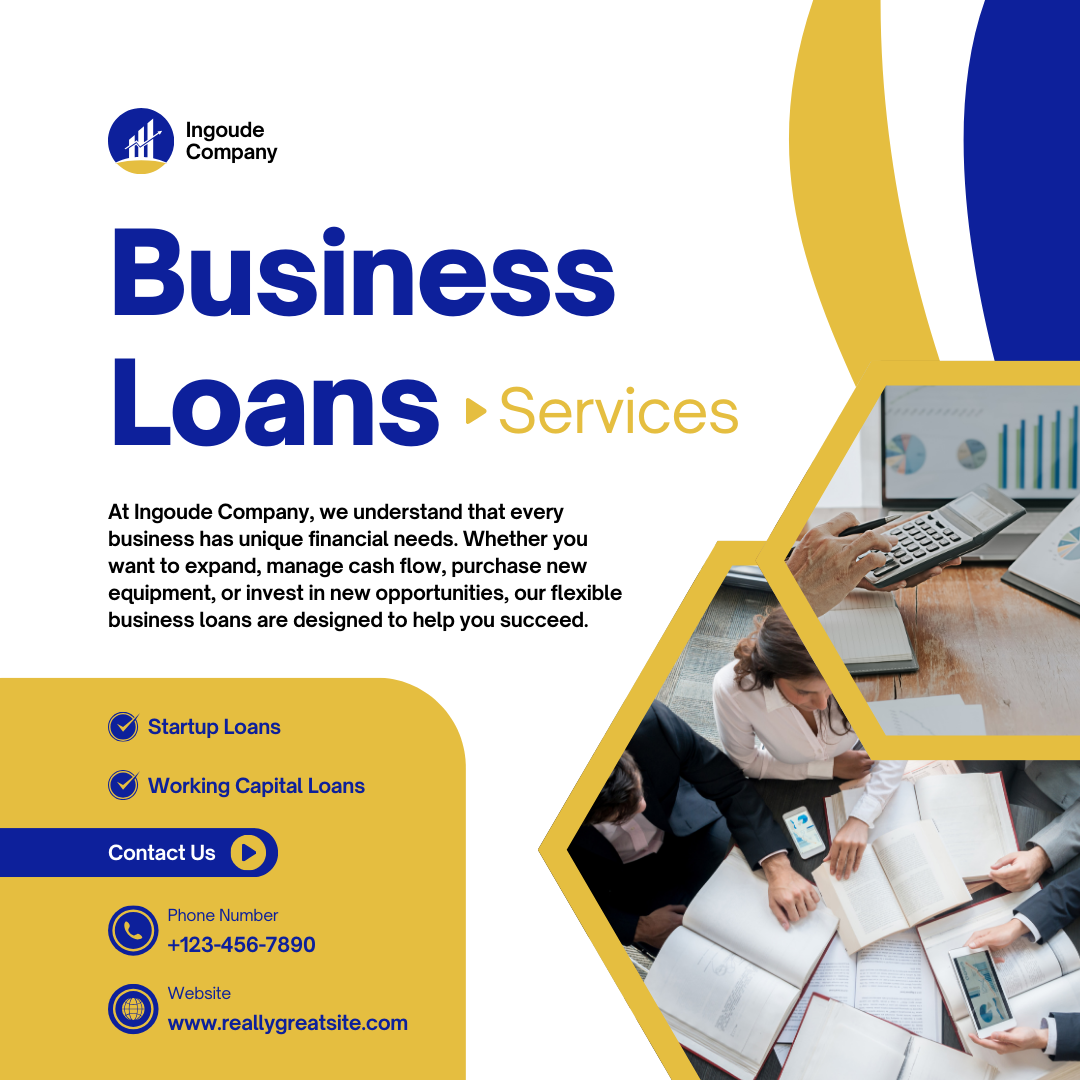 Ingoude
Company
Business
Loans
Services
At Ingoude Company, we understand that every
business has unique financial needs. Whether you
want to expand, manage cash flow, purchase new
equipment, or invest in new opportunities, our flexible
business loans are designed to help you succeed.
Startup Loans
Working Capital Loans
Contact Us
Phone Number
+123-456-7890
Website
www.reallygreatsite.com